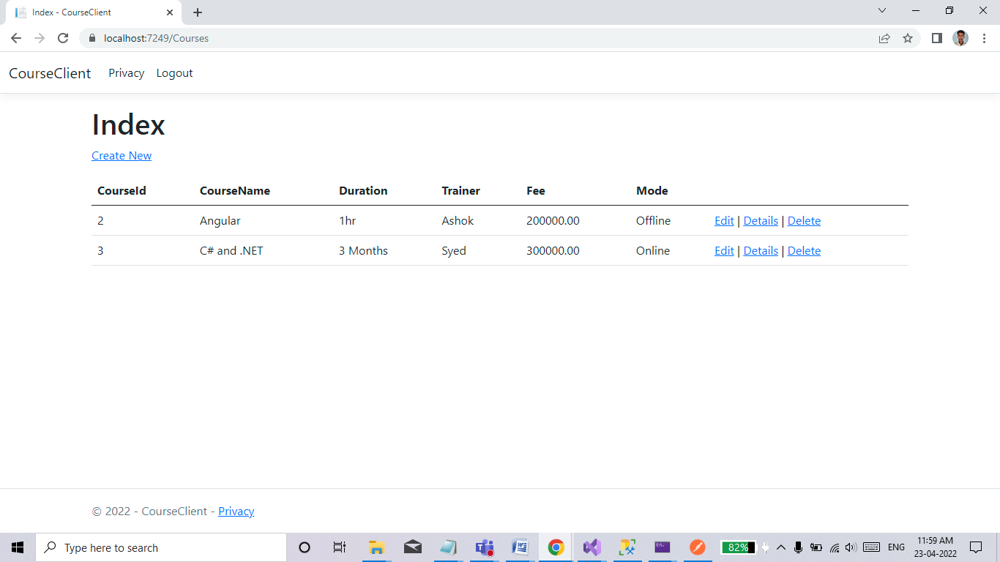 Index - CourseClient
localhost:7249/Courses
CourseClient Privacy Logout
Index
Create New
CourseId CourseName Duration Trainer Fee Mode
2 Angular 1hr Ashok 200000.00 Offline Edit | Details | Delete
3 C# and .NET 3 Months Syed 300000.00 Online Edit | Details | Delete
© 2022 - CourseClient - Privacy
Type here to search 82% ENG 11:59 AM
23-04-2022